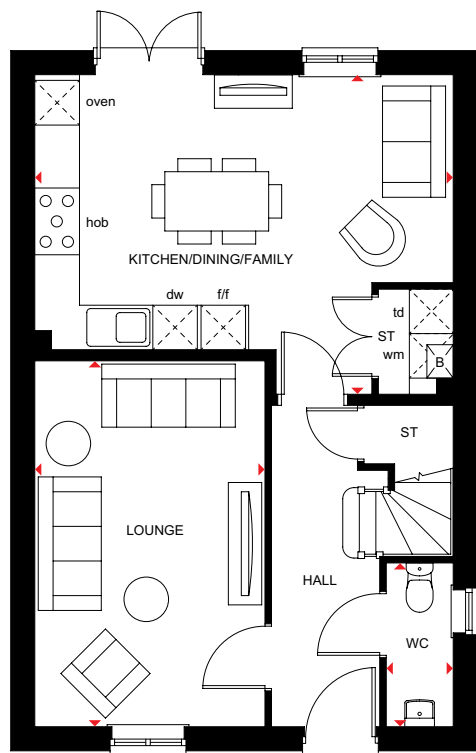 oven
hob
KITCHEN/DINING/FAMILY
dw
f/f
td
ST
wm
B
ST
LOUNGE
HALL
WC